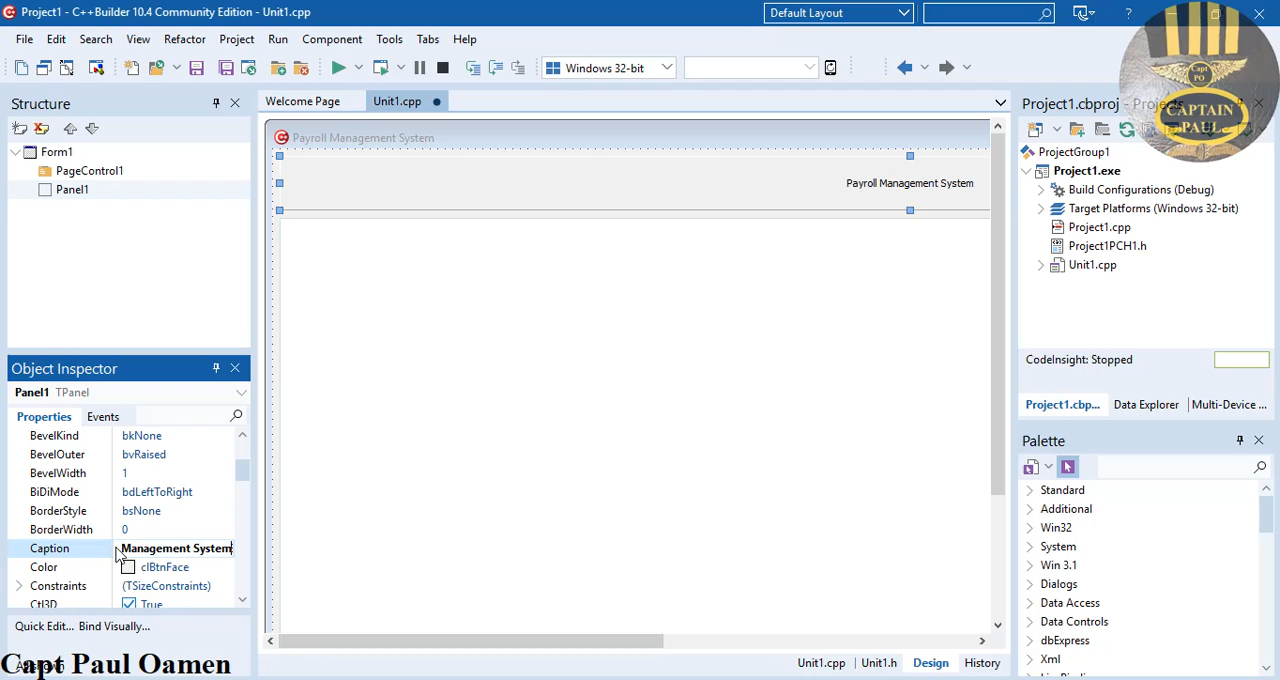 Project1 - C++Builder 10.4 Community Edition - Unit1.cpp
Default Layout
?
File Edit Search View Refactor Project Run Component Tools Tabs Help
Windows 32-bit
Capt
PO
CAPTAIN
PAUL
Structure
Welcome Page
Unit1.cpp
Project1.cbproj - Projects
Form1
PageControl1
Panel1
Payroll Management System
Payroll Management System
ProjectGroup1
Project1.exe
Build Configurations (Debug)
Target Platforms (Windows 32-bit)
Project1.cpp
Project1PCH1.h
Unit1.cpp
CodeInsight: Stopped
Project1.cbp... Data Explorer Multi-Device ...
Object Inspector
Panel1 TPanel
Properties Events
BevelKind bkNone
BevelOuter bvRaised
BevelWidth 1
BiDiMode bdLeftToRight
BorderStyle bsNone
BorderWidth 0
Caption Management System
Color clBtnFace
Constraints (TSizeConstraints)
Ctl3D True
Quick Edit... Bind Visually...
Palette
Standard
Additional
Win32
System
Win 3.1
Dialogs
Data Access
Data Controls
dbExpress
Xml
Unit1.cpp Unit1.h Design History
Capt Paul Oamen